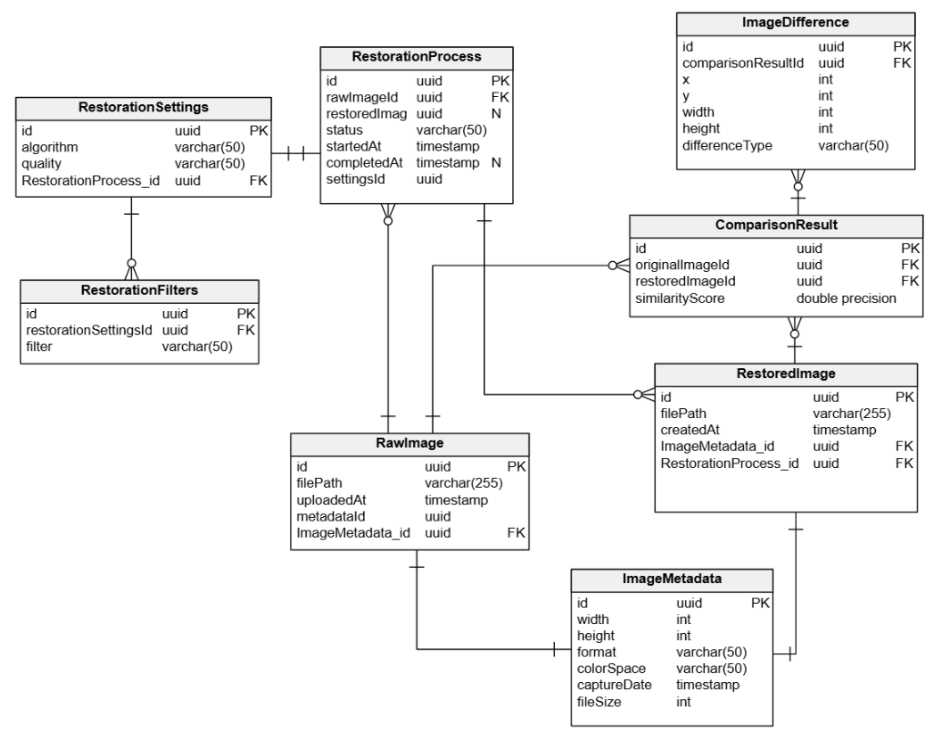 ImageDifference
id uuid PK
comparisonResultId uuid FK
x int
y int
width int
height int
differenceType varchar(50)
RestorationProcess
id uuid PK
rawImageId uuid FK
restoredImag uuid N
status varchar(50)
startedAt timestamp
completedAt timestamp N
settingsId uuid
RestorationSettings
id uuid PK
algorithm varchar(50)
quality varchar(50)
RestorationProcess_id uuid FK
ComparisonResult
id uuid PK
originalImageId uuid FK
restoredImageId uuid FK
similarityScore double precision
RestorationFilters
id uuid PK
restorationSettingsId uuid FK
filter varchar(50)
RestoredImage
id uuid PK
filePath varchar(255)
createdAt timestamp
ImageMetadata_id uuid FK
RestorationProcess_id uuid FK
RawImage
id uuid PK
filePath varchar(255)
uploadedAt timestamp
metadataId uuid
ImageMetadata_id uuid FK
ImageMetadata
id uuid PK
width int
height int
format varchar(50)
colorSpace varchar(50)
captureDate timestamp
fileSize int